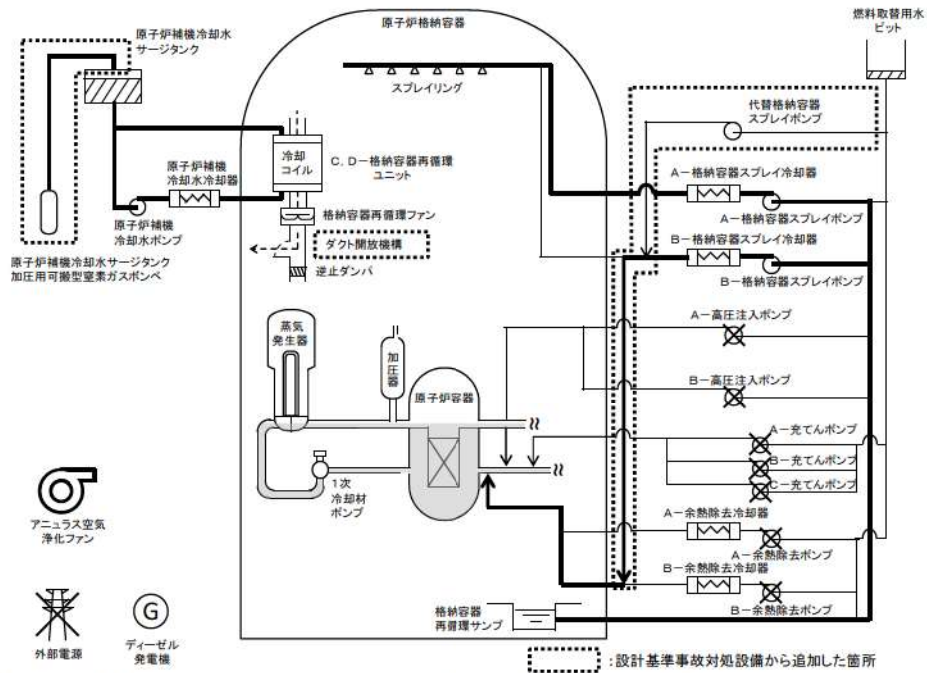 原子炉格納容器
燃料取替用水
ピット
原子炉補機冷却水
サージタンク
スプレイリング
代替格納容器
スプレイポンプ
冷却
コイル
C，D－格納容器再循環
ユニット
原子炉補機
冷却水冷却器
原子炉補機
冷却水ポンプ
格納容器再循環ファン
ダクト開放機構
逆止ダンパ
原子炉補機冷却水サージタンク
加圧用可搬型窒素ガスボンベ
A－格納容器スプレイ冷却器
A－格納容器スプレイポンプ
B－格納容器スプレイ冷却器
B－格納容器スプレイポンプ
A－高圧注入ポンプ
B－高圧注入ポンプ
蒸気
発生器
加
圧
器
原子炉容器
1次
冷却材
ポンプ
A－充てんポンプ
B－充てんポンプ
C－充てんポンプ
A－余熱除去冷却器
A－余熱除去ポンプ
B－余熱除去冷却器
B－余熱除去ポンプ
格納容器
再循環サンプ
アニュラス空気
浄化ファン
外部電源
G
ディーゼル
発電機
：設計基準事故対処設備から追加した箇所